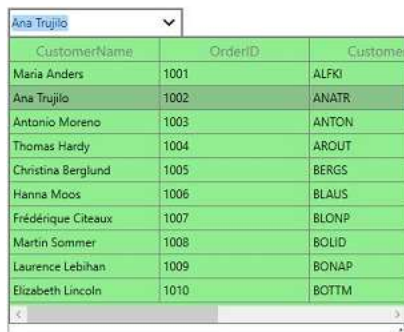 Ana Trujilo
CustomerName OrderID Customer
Maria Anders 1001 ALFKI
Ana Trujilo 1002 ANATR
Antonio Moreno 1003 ANTON
Thomas Hardy 1004 AROUT
Christina Berglund 1005 BERGS
Hanna Moos 1006 BLAUS
Frédérique Citeaux 1007 BLONP
Martin Sommer 1008 BOLID
Laurence Lebihan 1009 BONAP
Elizabeth Lincoln 1010 BOTTM